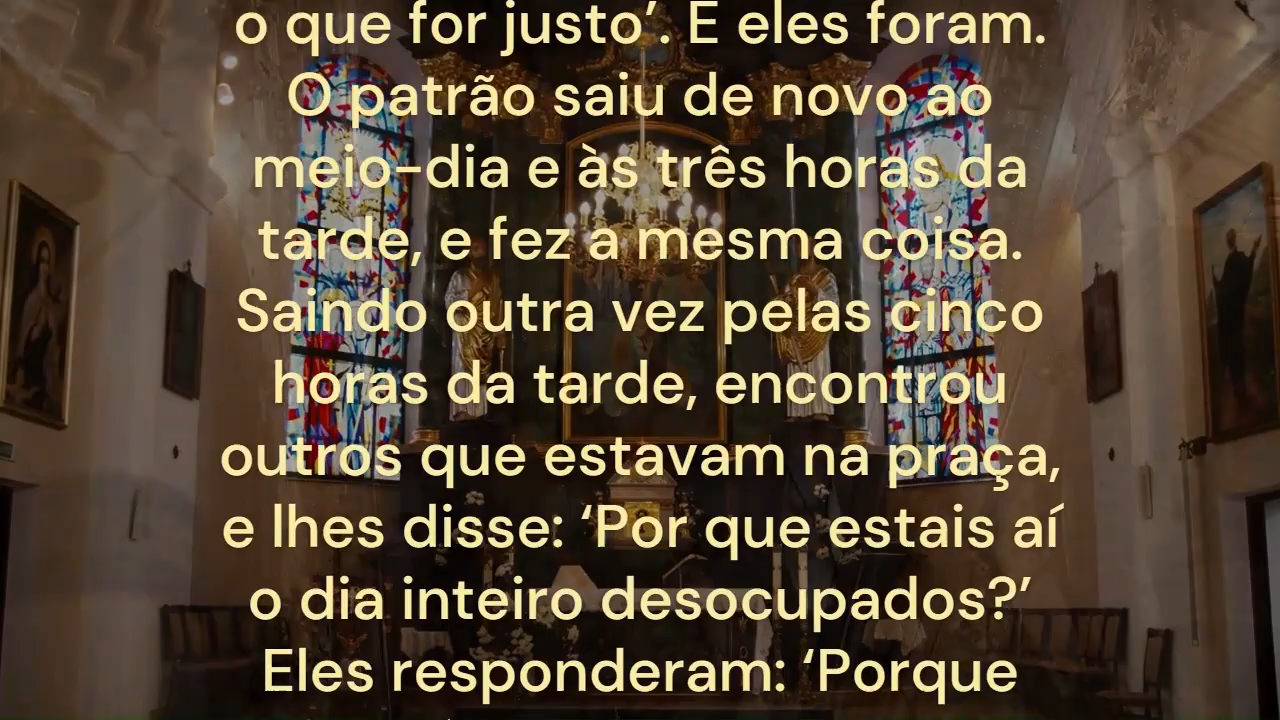 o que for justo’. E eles foram.
O patrão saiu de novo ao
meio-dia e às três horas da
tarde, e fez a mesma coisa.
Saindo outra vez pelas cinco
horas da tarde, encontrou
outros que estavam na praça,
e lhes disse: ‘Por que estais aí
o dia inteiro desocupados?’
Eles responderam: ‘Porque